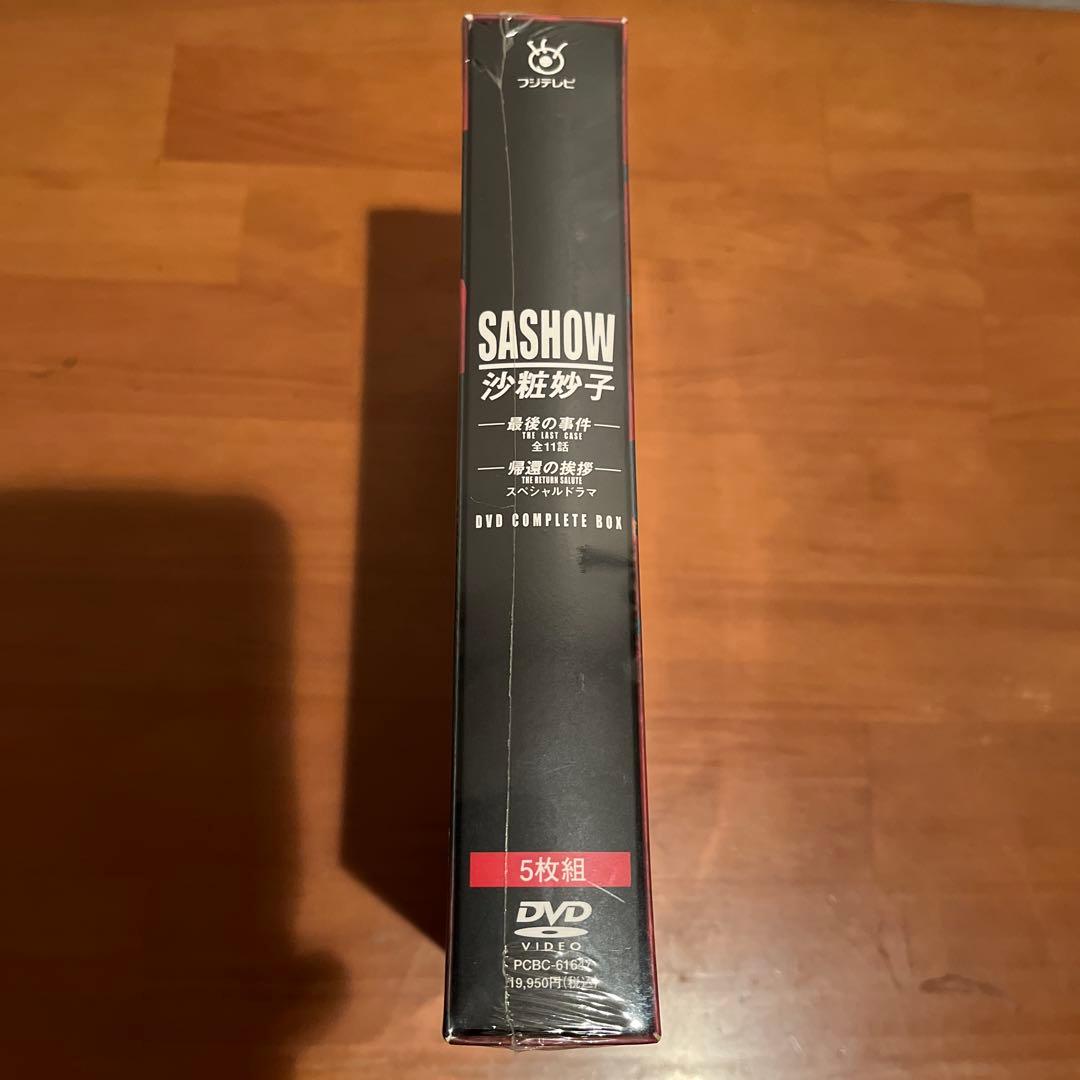 フジテレビ
SASHOW
沙粧妙子
最後の事件
THE LAST CASE
全11話
帰還の挨拶
THE RETURN SALUTE
スペシャルドラマ
DVD COMPLETE BOX
5枚組
DVD
VIDEO
19,950円(税込)